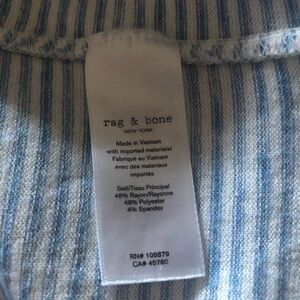 rag & bone
NEW YORK
Made in Vietnam
with imported materials/
Fabriqué au Vietnam
avec des materiaux
importés
Self/Tissu Principal
48% Rayon/Rayon
48% Polyester
4% Spandex
RN# 108879
CA# 45760